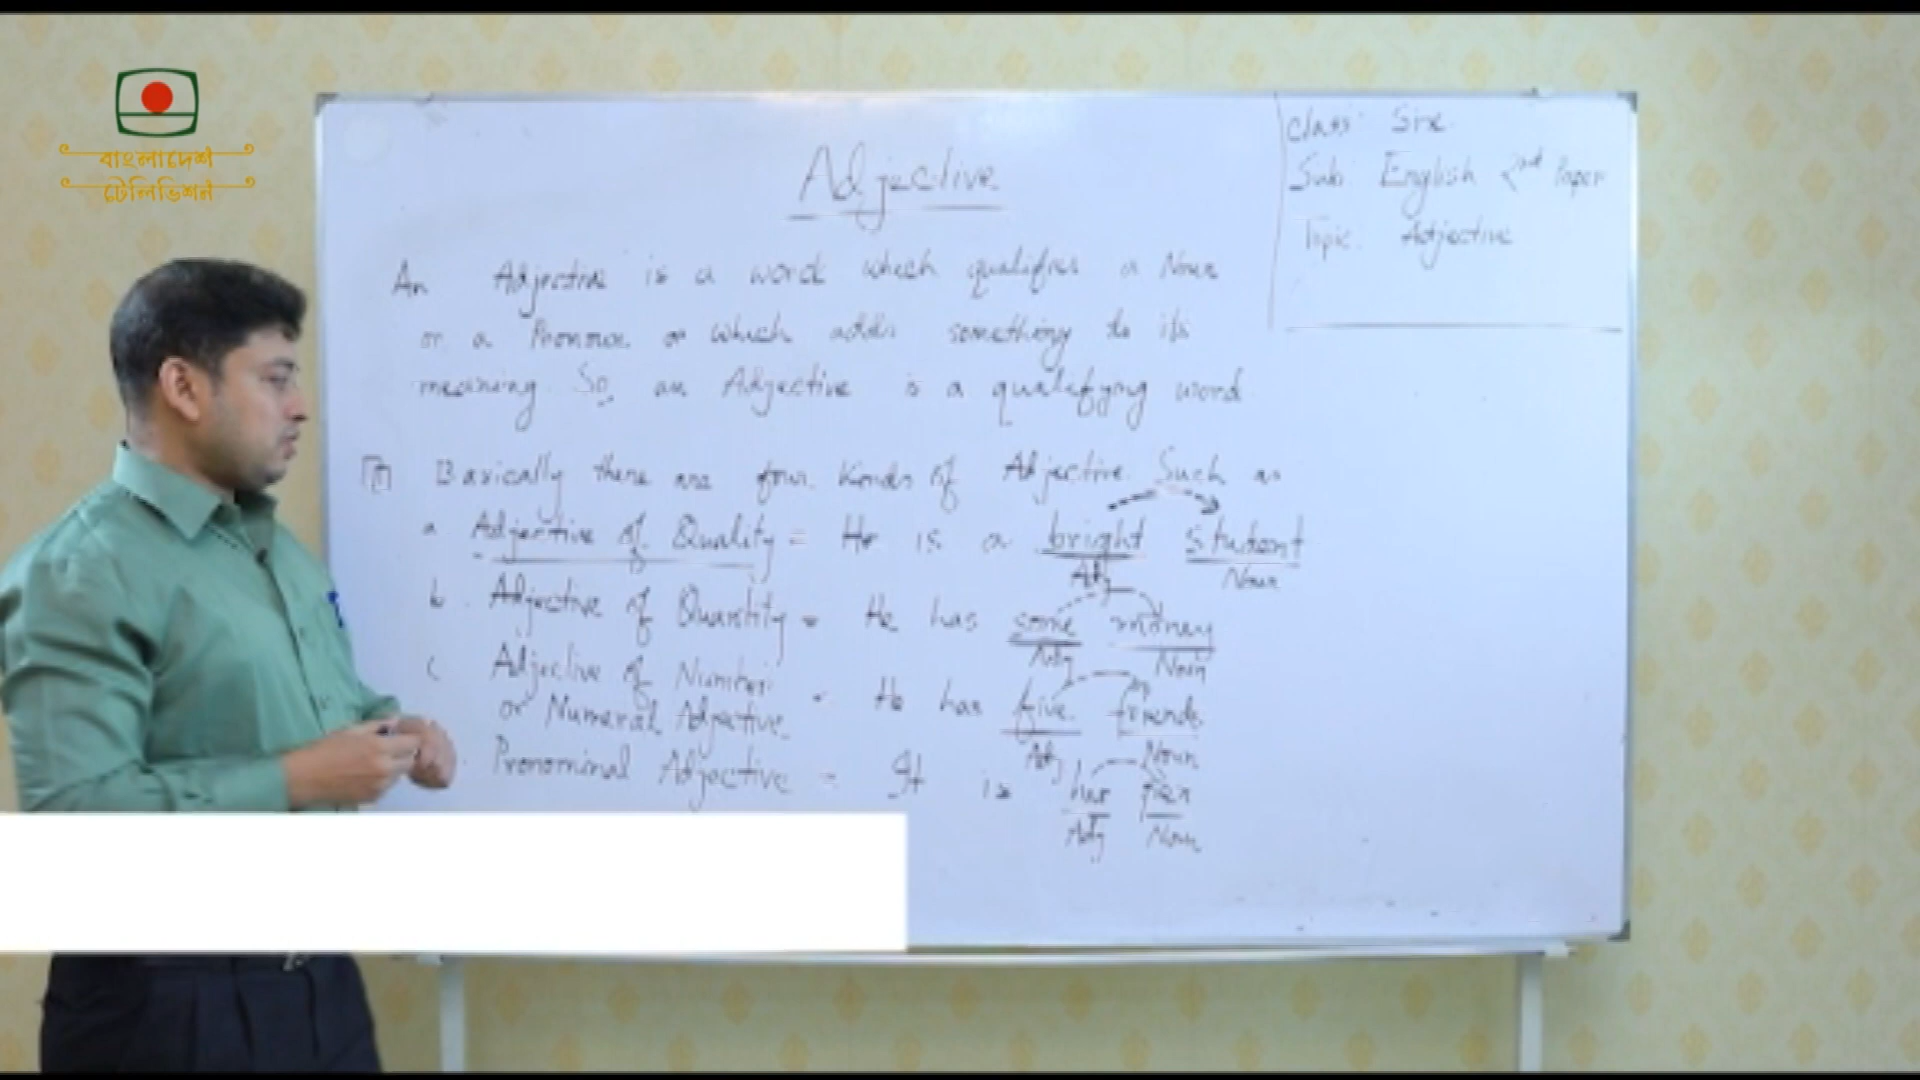 বাংলাদেশ
টেলিভিশন
Class: Six
Sub: English 2nd Paper
Topic: Adjective
Adjective
An Adjective is a word which qualifies a Noun
or a Pronoun or which adds something to its
meaning. So, an Adjective is a qualifying word
Basically there are four kinds of Adjective. Such as
a Adjective of Quality = He is a bright student
Adj Noun
b. Adjective of Quantity = He has some money
Adj Noun
c Adjective of Number
or Numeral Adjective. = He has five friends
Adj Noun
Pronominal Adjective = It is pen
Adj Noun